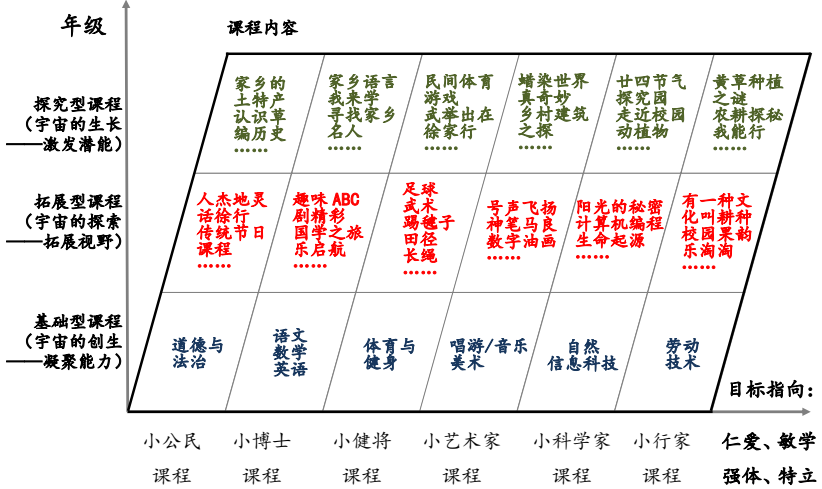 年级
课程内容
探究型课程
（宇宙的生长
——激发潜能）
家乡的
土特产
认识草
编历史
……
家乡语言
我来学
寻找家乡
名人
……
民间体育
游戏
武举出在
徐家行
……
蜡染世界
真奇妙
乡村建筑
之探
……
廿四节气
探究园
走近校园
动植物
……
黄草种植
之谜
农耕探秘
我能行
……
拓展型课程
（宇宙的探索
——拓展视野）
人杰地灵
话徐行
传统节日
课程
……
趣味ABC
剧精彩
国学之旅
乐启航
……
足球
武术
踢毽子
田径
长绳
……
号声飞扬
神笔马良
数字油画
……
阳光的秘密
计算机编程
生命起源
……
有一种文
化叫耕种
校园果韵
乐淘淘
……
基础型课程
（宇宙的创生
——凝聚能力）
道德与
法治
语文
数学
英语
体育与
健身
唱游/音乐
美术
自然
信息科技
劳动
技术
目标指向：
小公民
课程
小博士
课程
小健将
课程
小艺术家
课程
小科学家
课程
小行家
课程
仁爱、敏学
强体、特立